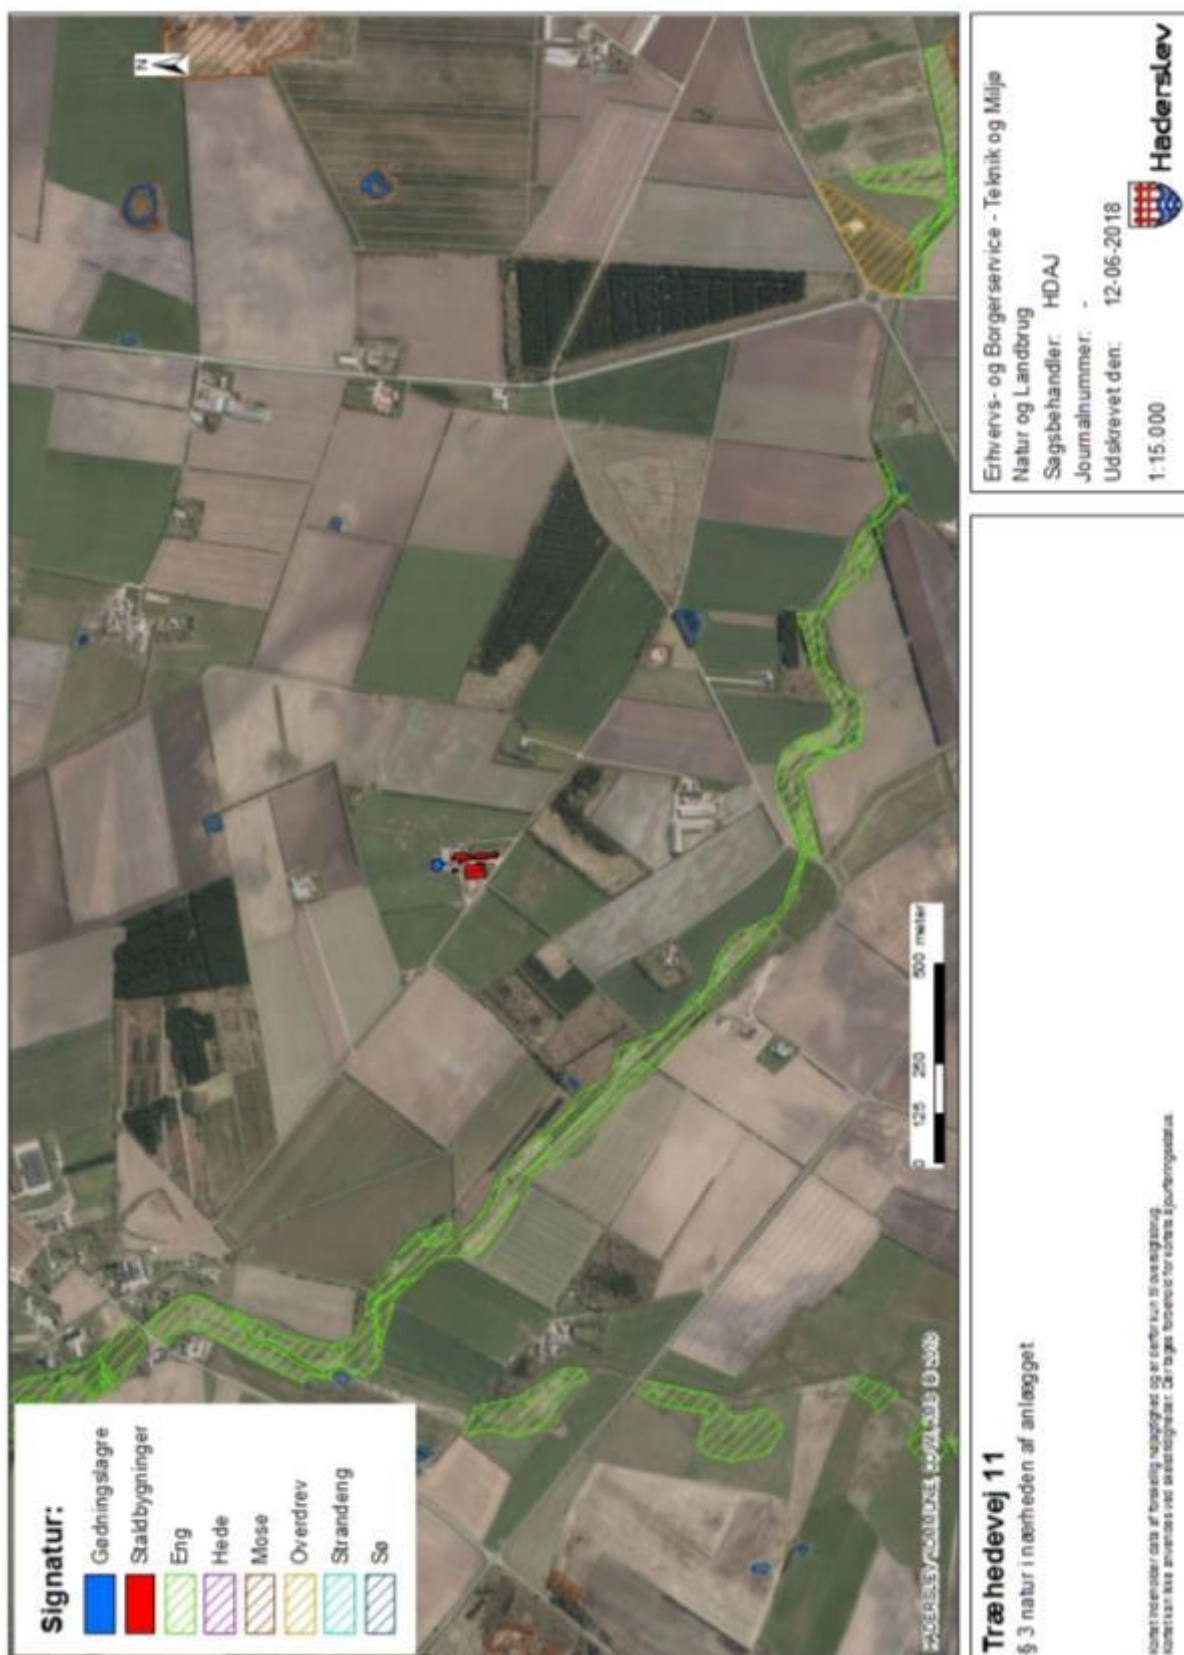 Signatur:
Gødningslagre
Staldbygninger
Eng
Hede
Mose
Overdrev
Strandeng
Sø
N
0 125 250 500 meter
Træhedevej 11
§ 3 natur i nærheden af anlægget
Erhvervs- og Borgerservice - Teknik og Miljø
Natur og Landbrug
Sagsbehandler: HDAJ
Journalnummer: -
Udskrevet den: 12-06-2018
1:15.000
Haderslev